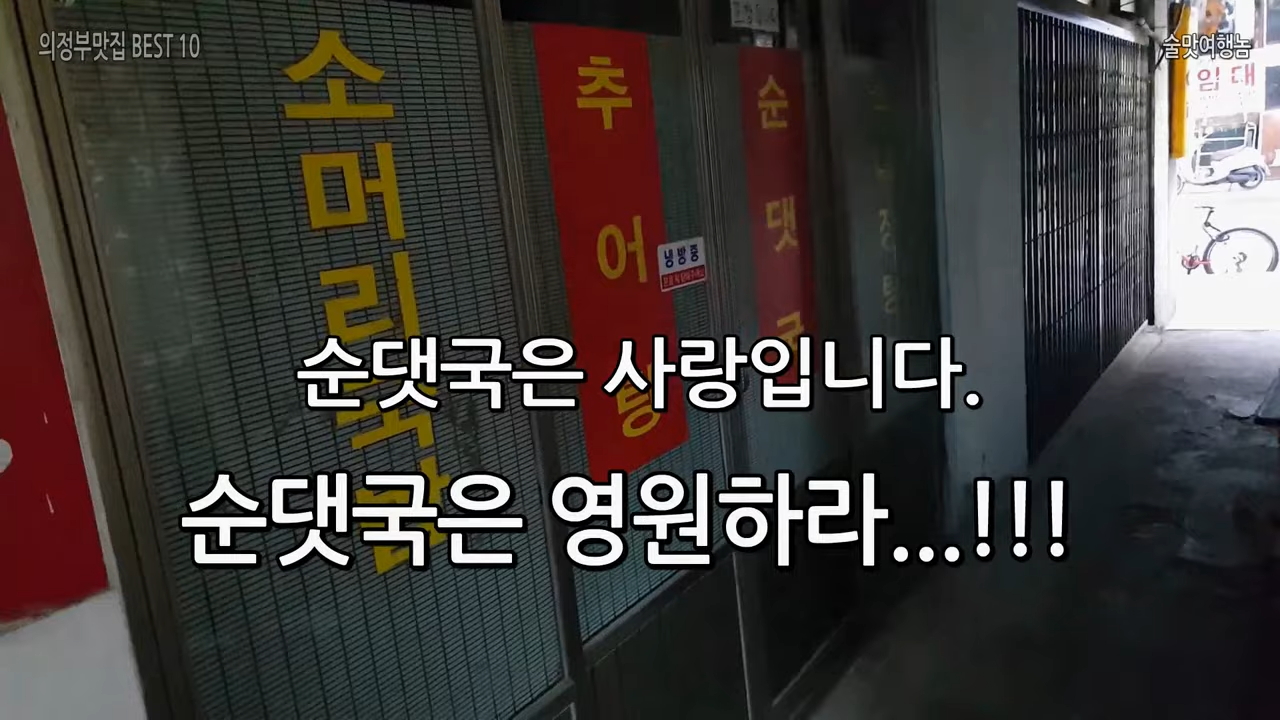 의정부맛집 BEST 10
술맛여행놈
임대
소머리국밥
추어탕
냉방중
순댓국
순댓국은 사랑입니다.
순댓국은 영원하라...!!!